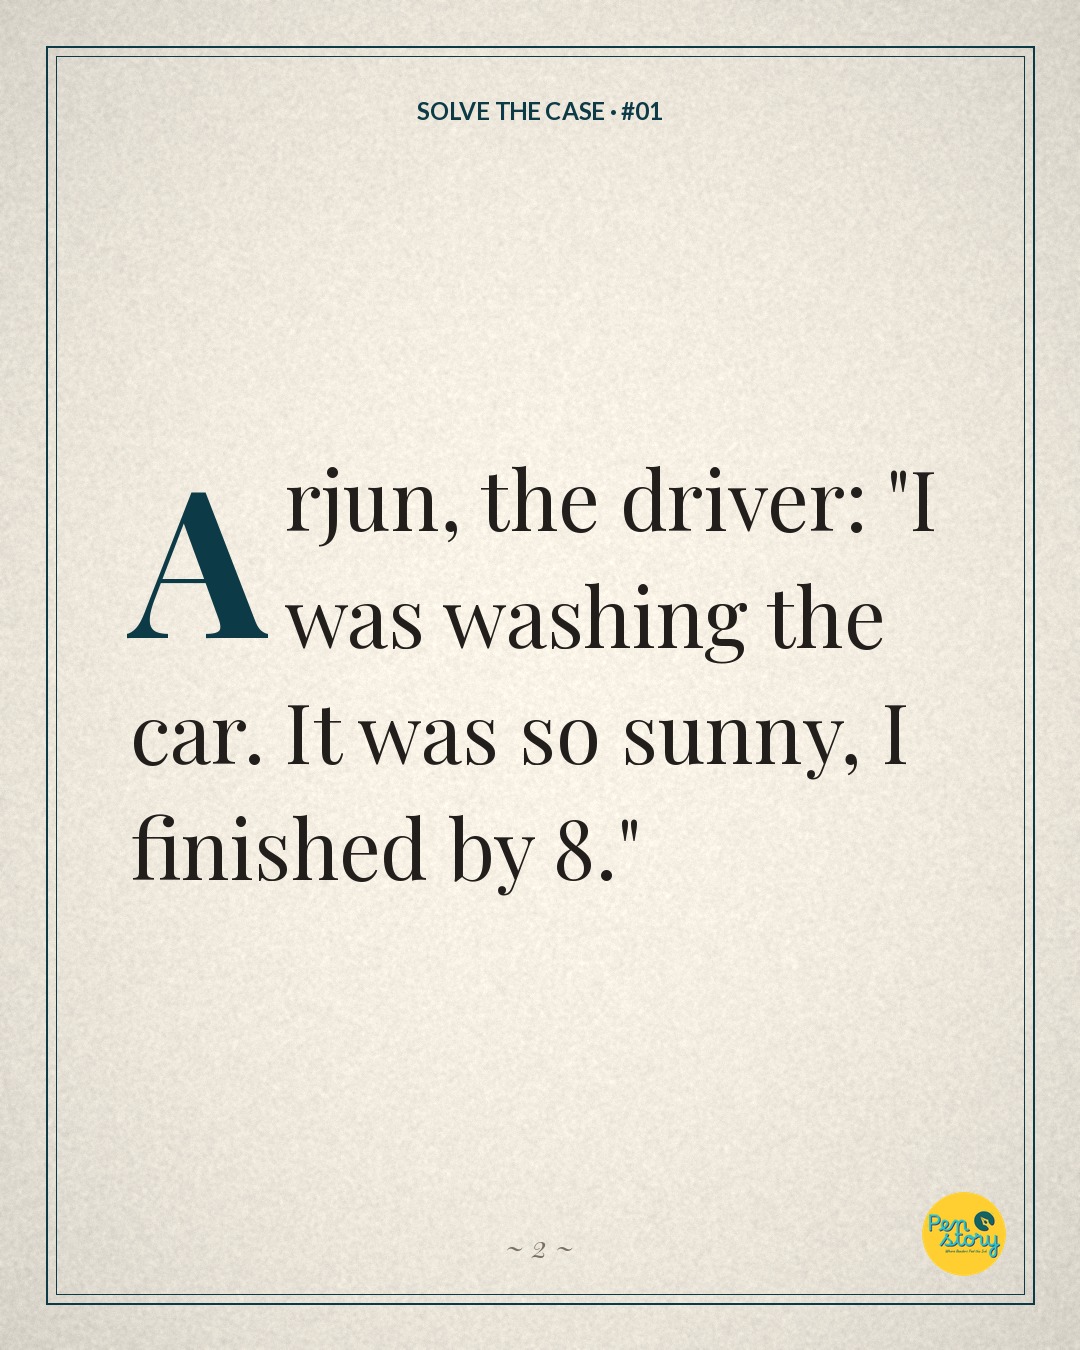 SOLVE THE CASE · #01
Arjun, the driver: "I
was washing the
car. It was so sunny, I
finished by 8."
~ 2 ~
Pen
story